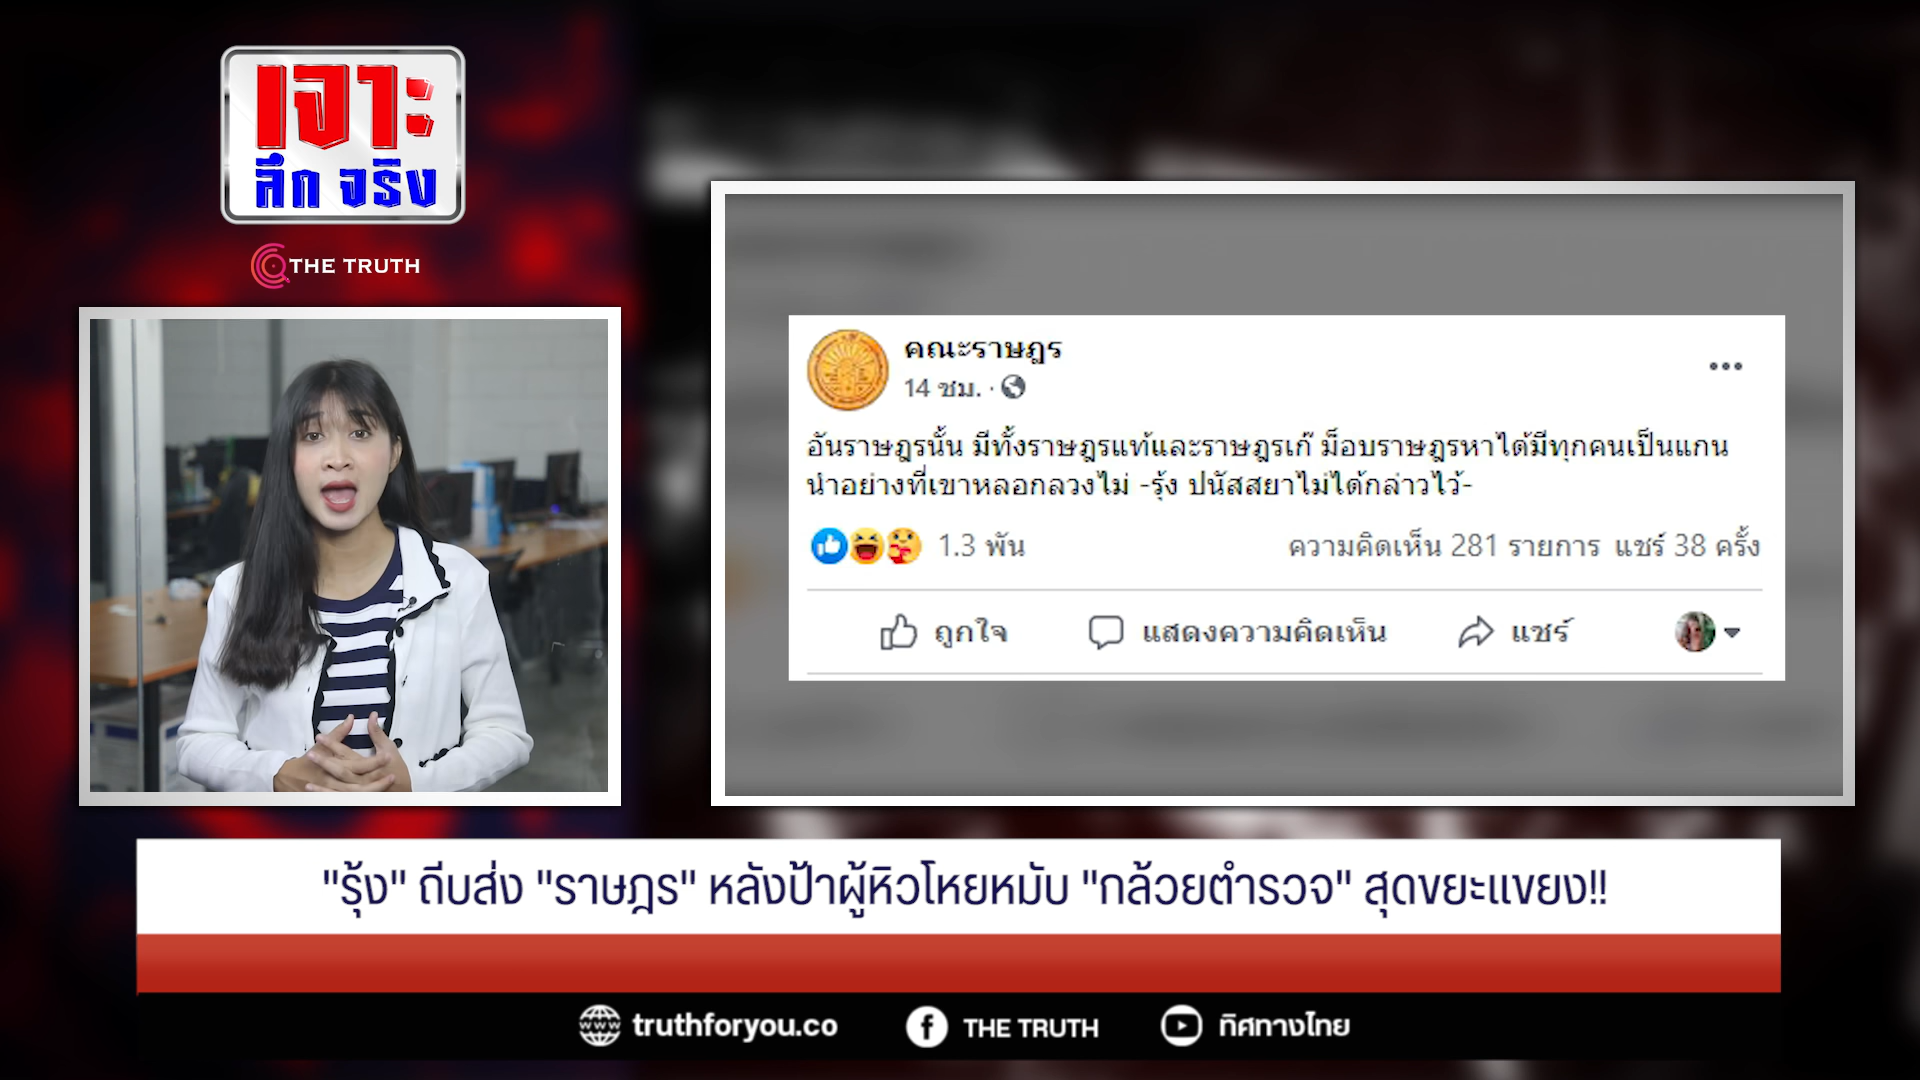 เจาะ
ลึก จริง
THE TRUTH
คณะราษฎร
14 ชม. ·
อันราษฎรนั้น มีทั้งราษฎรแท้และราษฎรเก๊ ม็อบราษฎรหาได้มีทุกคนเป็นแกน
นำอย่างที่เขาหลอกลวงไม่ -รุ้ง ปนัสสยาไม่ได้กล่าวไว้-
1.3 พัน
ความคิดเห็น 281 รายการ แชร์ 38 ครั้ง
ถูกใจ
แสดงความคิดเห็น
แชร์
"รุ้ง" ถีบส่ง "ราษฎร" หลังป้าผู้หิวโหยหมับ "กล้วยตำรวจ" สุดขยะแขยง!!
www truthforyou.co
f THE TRUTH
ทิศทางไทย